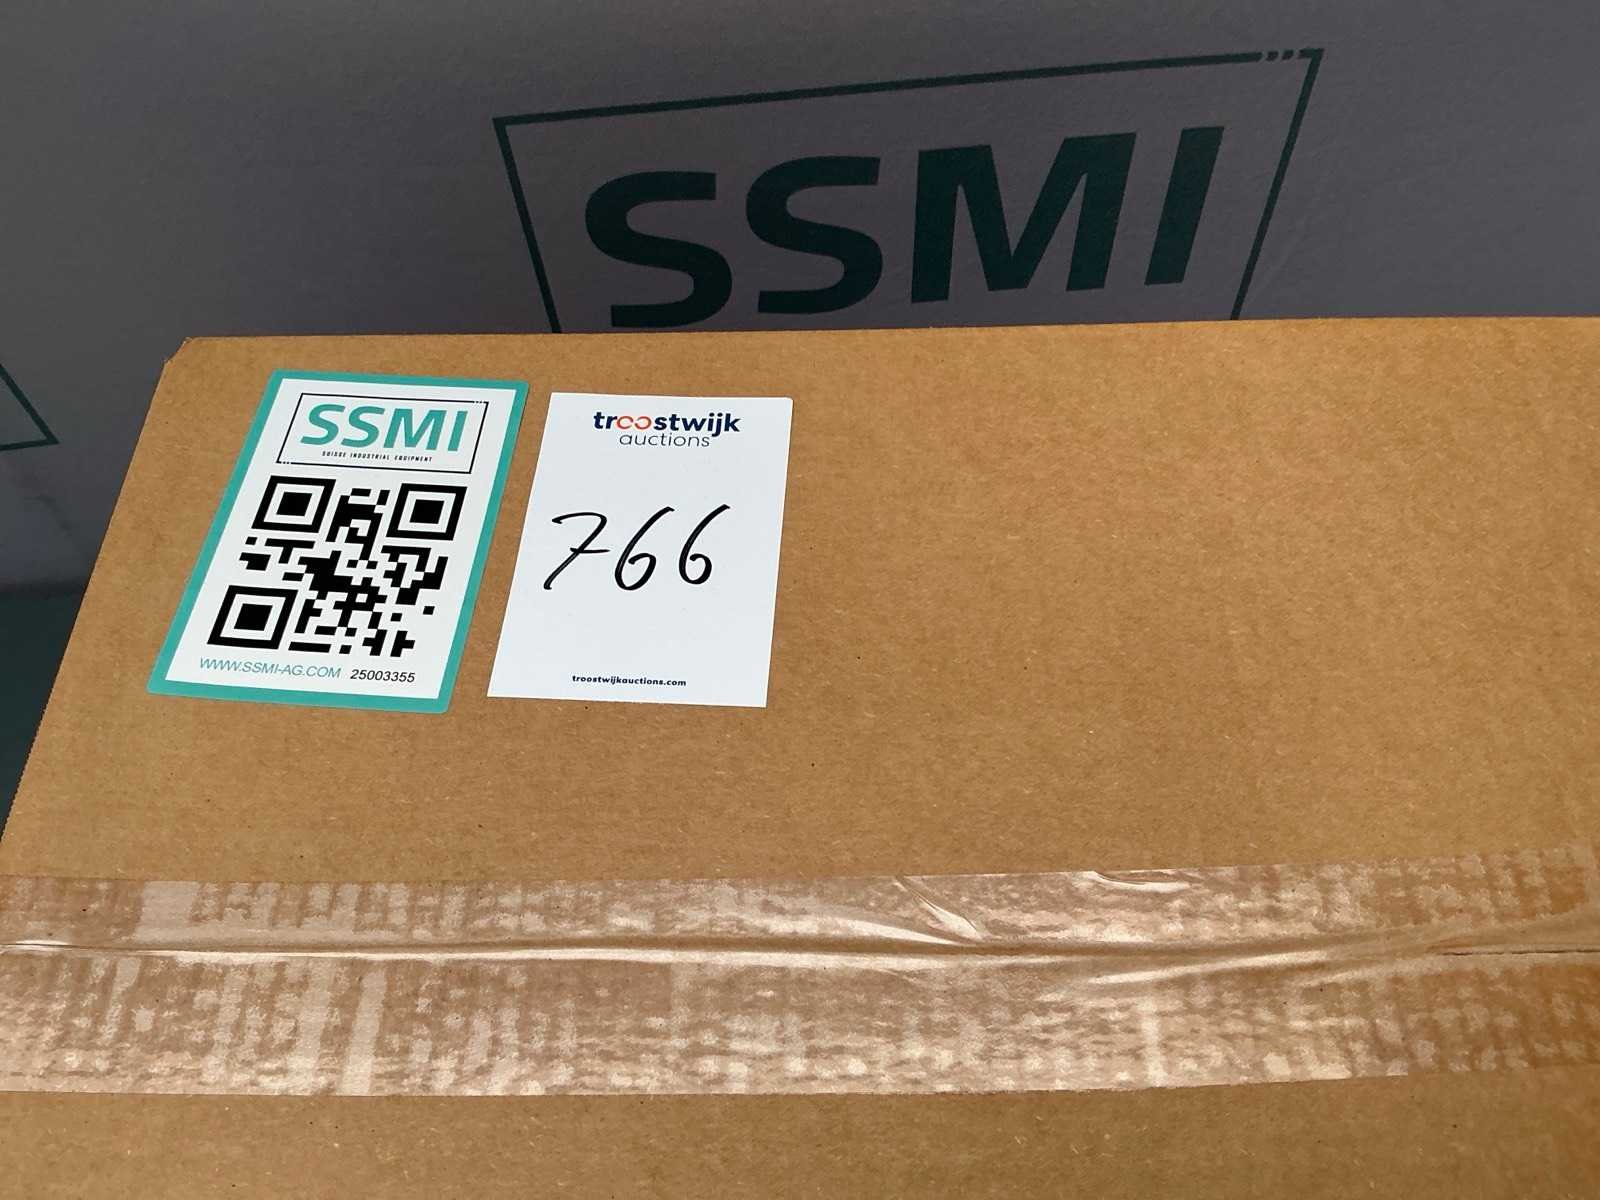 SSMI
SSMI
SUISSE INDUSTRIAL EQUIPMENT
WWW.SSMI-AG.COM 25003355
troostwijk
auctions
766
troostwijkauctions.com